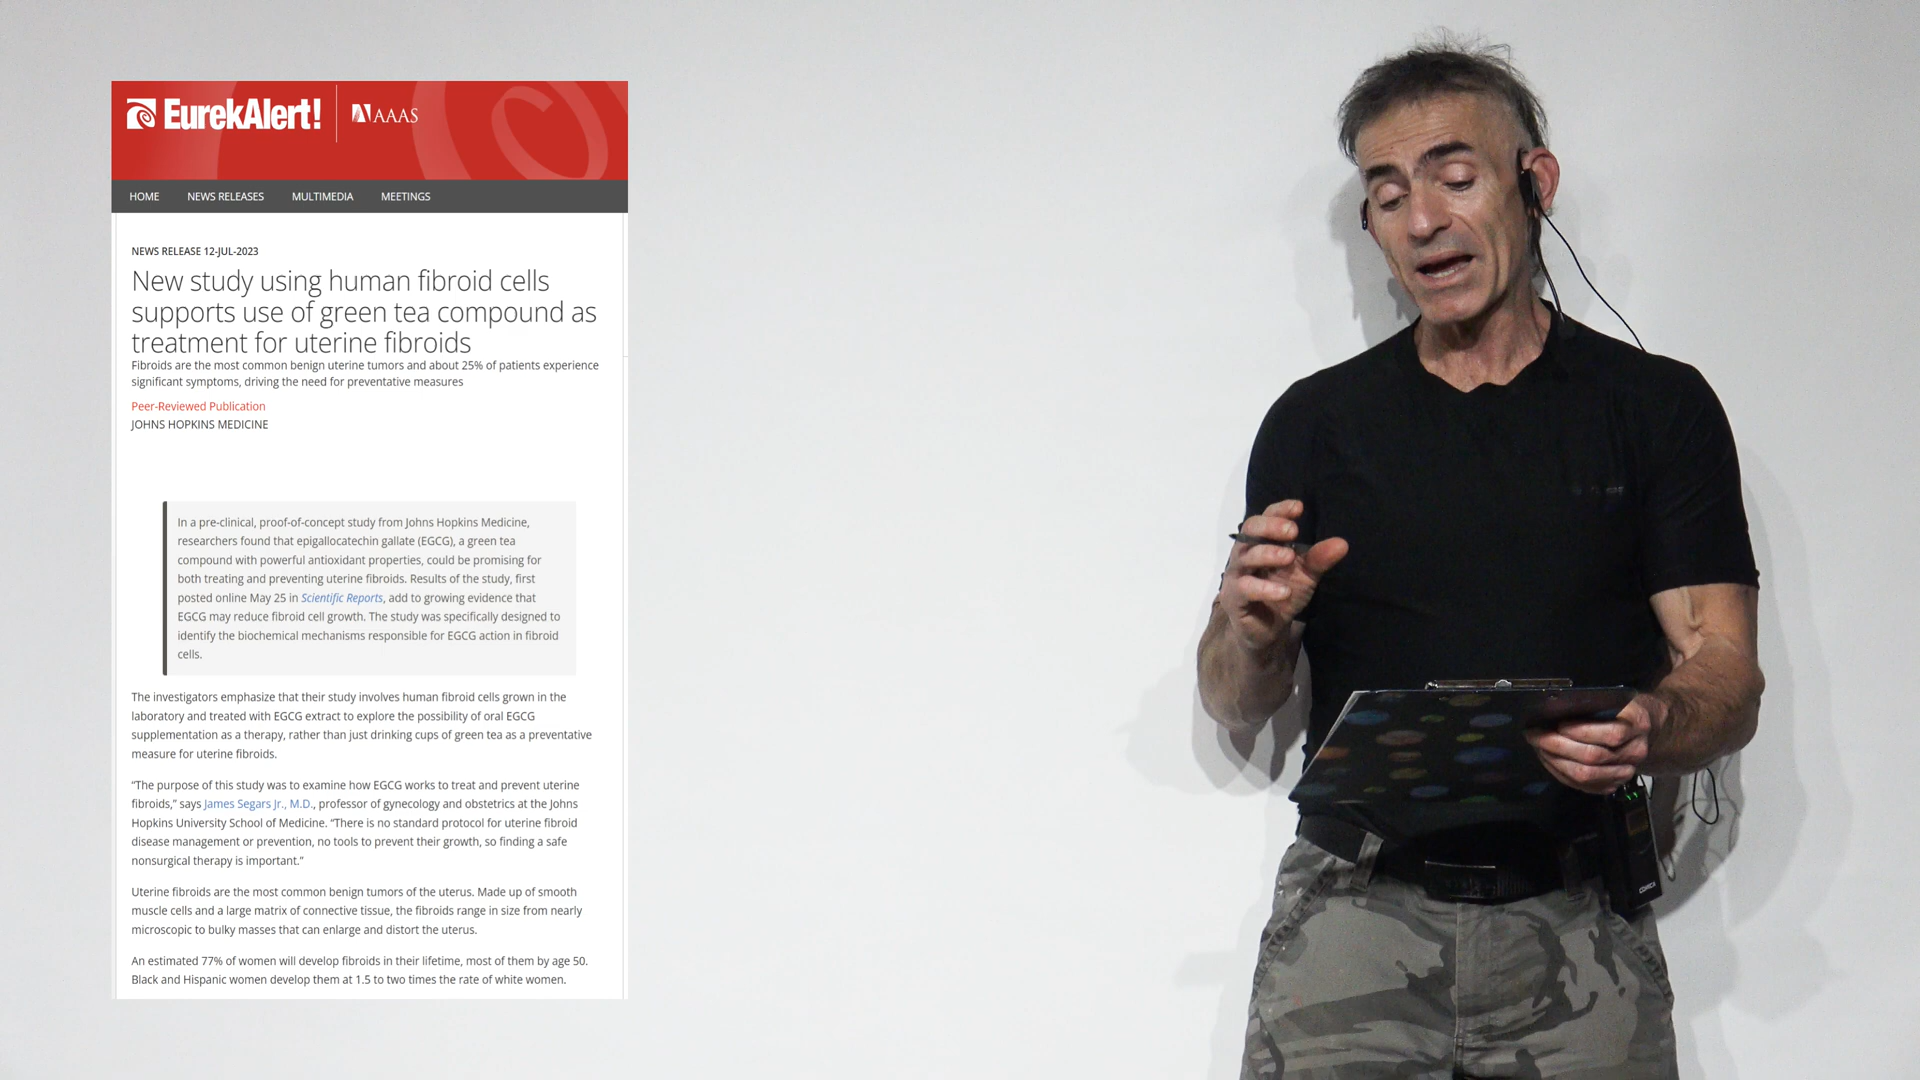 EurekAlert! AAAS
HOME NEWS RELEASES MULTIMEDIA MEETINGS
NEWS RELEASE 12-JUL-2023
New study using human fibroid cells
supports use of green tea compound as
treatment for uterine fibroids
Fibroids are the most common benign uterine tumors and about 25% of patients experience
significant symptoms, driving the need for preventative measures
Peer-Reviewed Publication
JOHNS HOPKINS MEDICINE
In a pre-clinical, proof-of-concept study from Johns Hopkins Medicine,
researchers found that epigallocatechin gallate (EGCG), a green tea
compound with powerful antioxidant properties, could be promising for
both treating and preventing uterine fibroids. Results of the study, first
posted online May 25 in Scientific Reports, add to growing evidence that
EGCG may reduce fibroid cell growth. The study was specifically designed to
identify the biochemical mechanisms responsible for EGCG action in fibroid
cells.
The investigators emphasize that their study involves human fibroid cells grown in the
laboratory and treated with EGCG extract to explore the possibility of oral EGCG
supplementation as a therapy, rather than just drinking cups of green tea as a preventative
measure for uterine fibroids.
“The purpose of this study was to examine how EGCG works to treat and prevent uterine
fibroids,” says James Segars Jr., M.D., professor of gynecology and obstetrics at the Johns
Hopkins University School of Medicine. “There is no standard protocol for uterine fibroid
disease management or prevention, no tools to prevent their growth, so finding a safe
nonsurgical therapy is important.”
Uterine fibroids are the most common benign tumors of the uterus. Made up of smooth
muscle cells and a large matrix of connective tissue, the fibroids range in size from nearly
microscopic to bulky masses that can enlarge and distort the uterus.
An estimated 77% of women will develop fibroids in their lifetime, most of them by age 50.
Black and Hispanic women develop them at 1.5 to two times the rate of white women.
COMICA